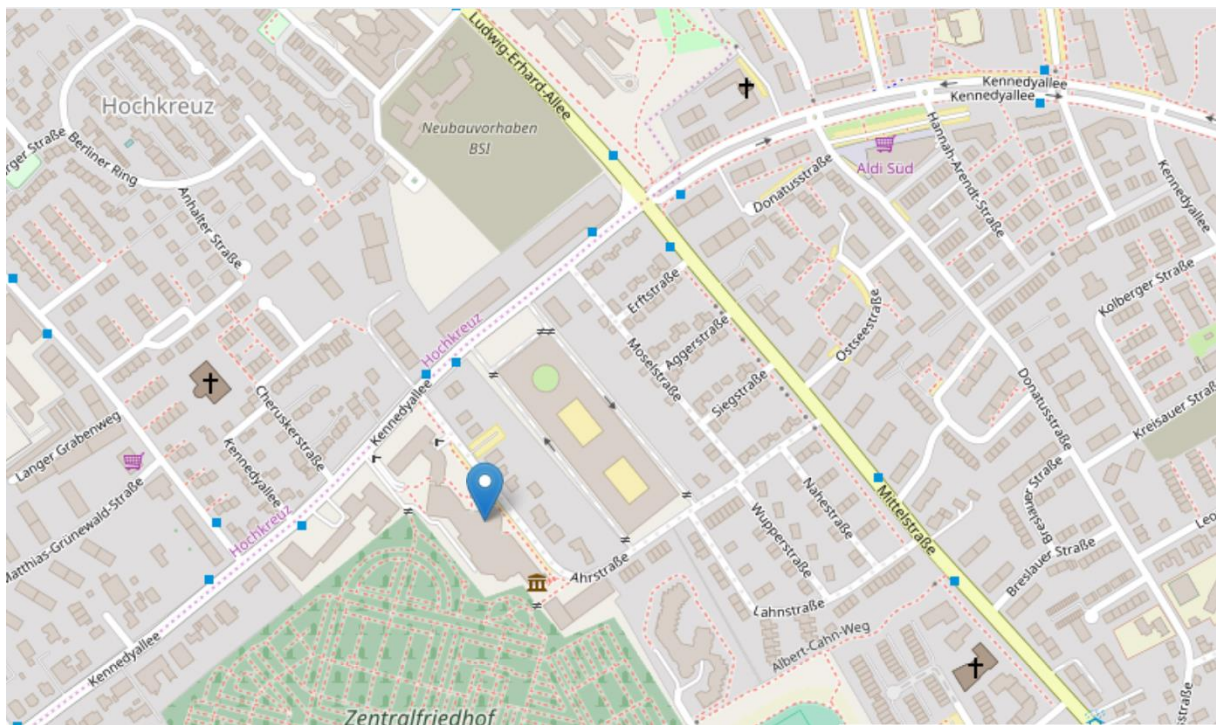 Ludwig-Erhard-Allee
Kennedyallee
Kennedyallee
Hochkreuz
Neubauvorhaben
BSI
Berliner Ring
Anhalter Straße
Aldi Süd
Donatusstraße
Hannah-Arendt-Straße
Kennedyallee
Erftstraße
Kolberger Straße
Ostseestraße
Aggerstraße
Moselstraße
Hochkreuz
Siegstraße
Donatusstraße
Kreisauer Straß
Cheruskerstraße
Kennedyallee
Langer Grabenweg
Kennedyallee
Matthias-Grünewald-Straße
Hochkreuz
Mittelstraße
Nahestraße
Wupperstraße
Breslauer Straße
Breslauer Straße
Ahrstraße
Lahnstraße
Albert-Cahn-Weg
Kennedyallee
Zentralfriedhof